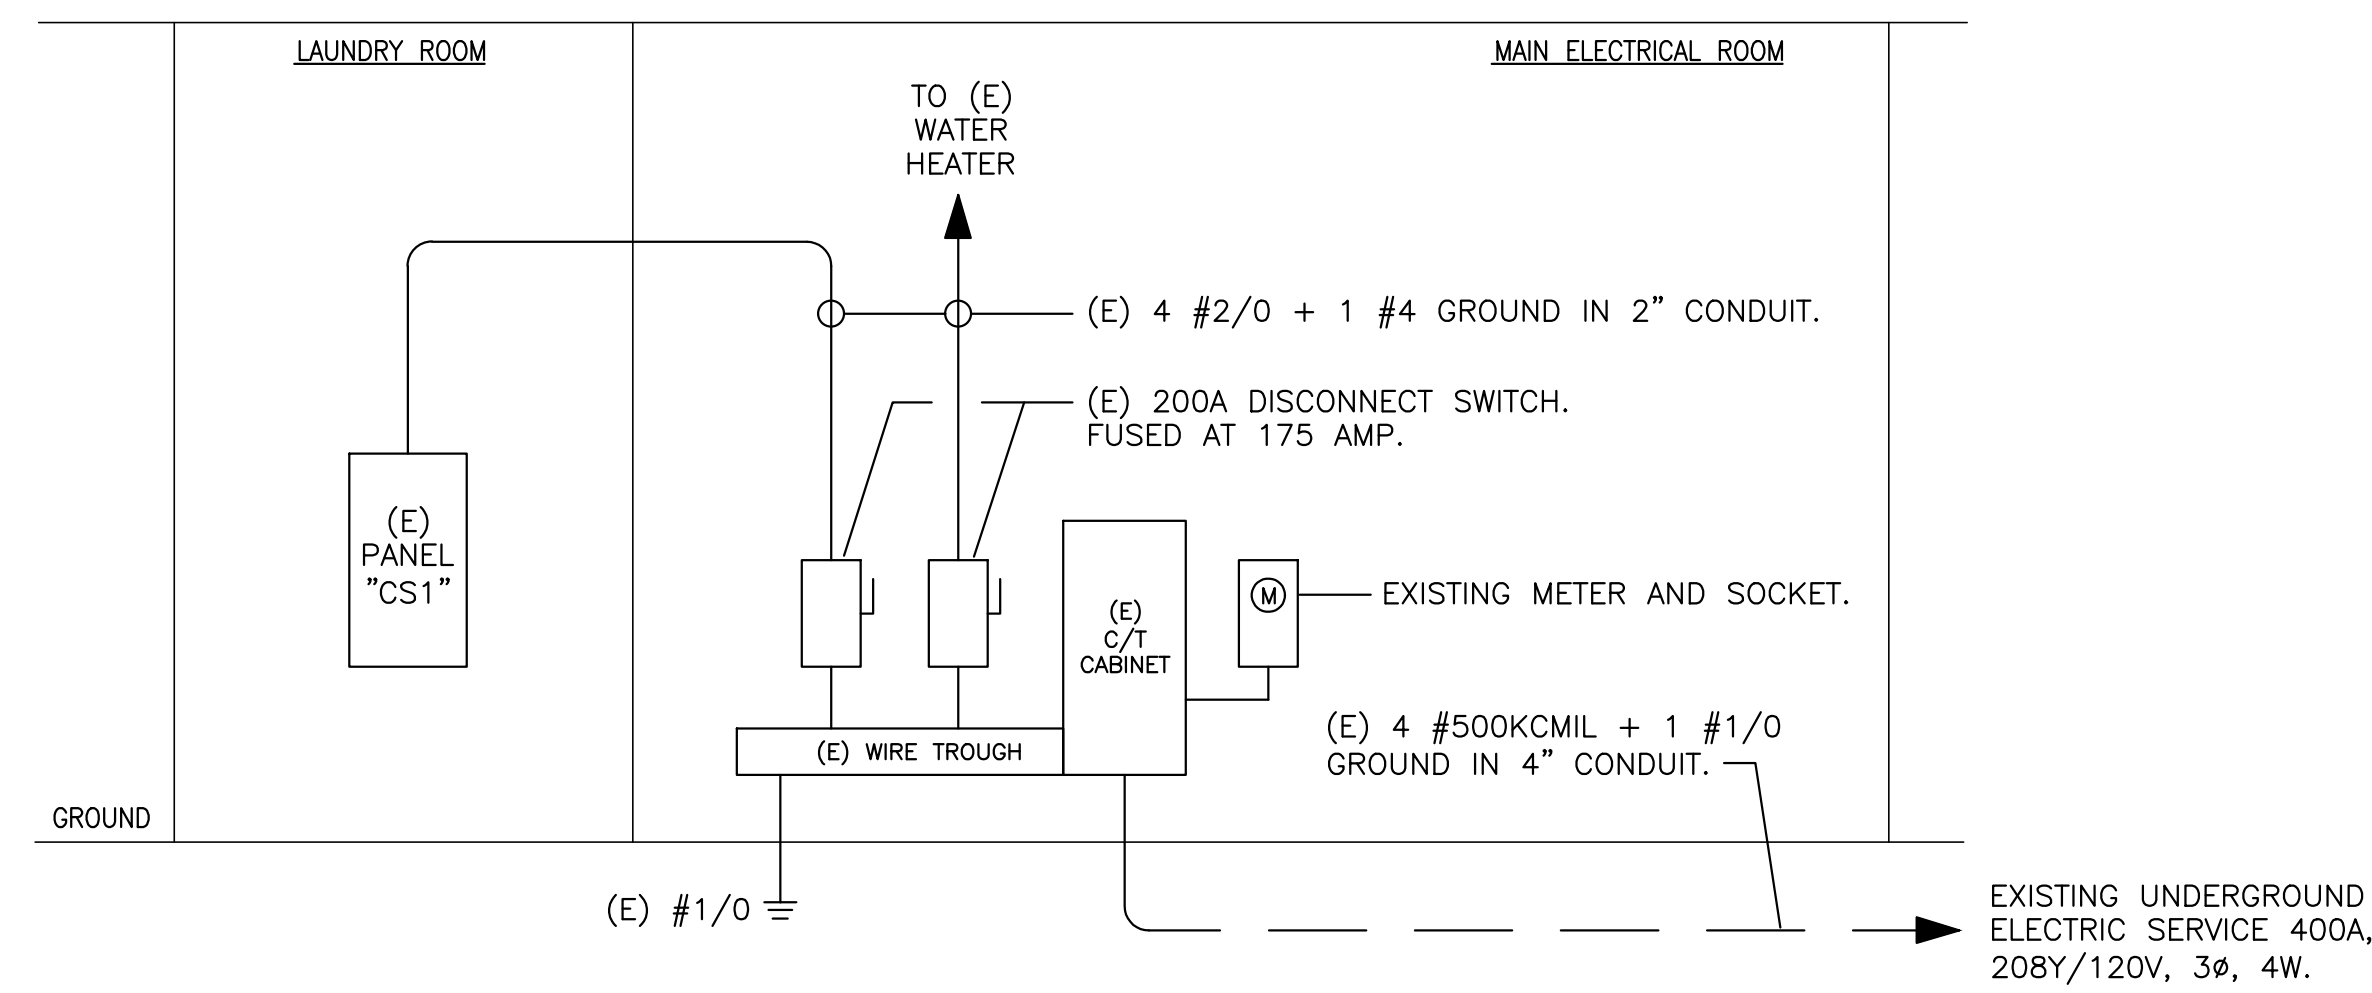 LAUNDRY ROOM
MAIN ELECTRICAL ROOM
TO (E)
WATER
HEATER
(E) 4 #2/0 + 1 #4 GROUND IN 2" CONDUIT.
(E) 200A DISCONNECT SWITCH.
FUSED AT 175 AMP.
(E)
PANEL
"CS1"
(E)
C/T
CABINET
M
EXISTING METER AND SOCKET.
(E) 4 #500KCMIL + 1 #1/0
GROUND IN 4" CONDUIT.
(E) WIRE TROUGH
GROUND
(E) #1/0
EXISTING UNDERGROUND
ELECTRIC SERVICE 400A,
208Y/120V, 3ø, 4W.